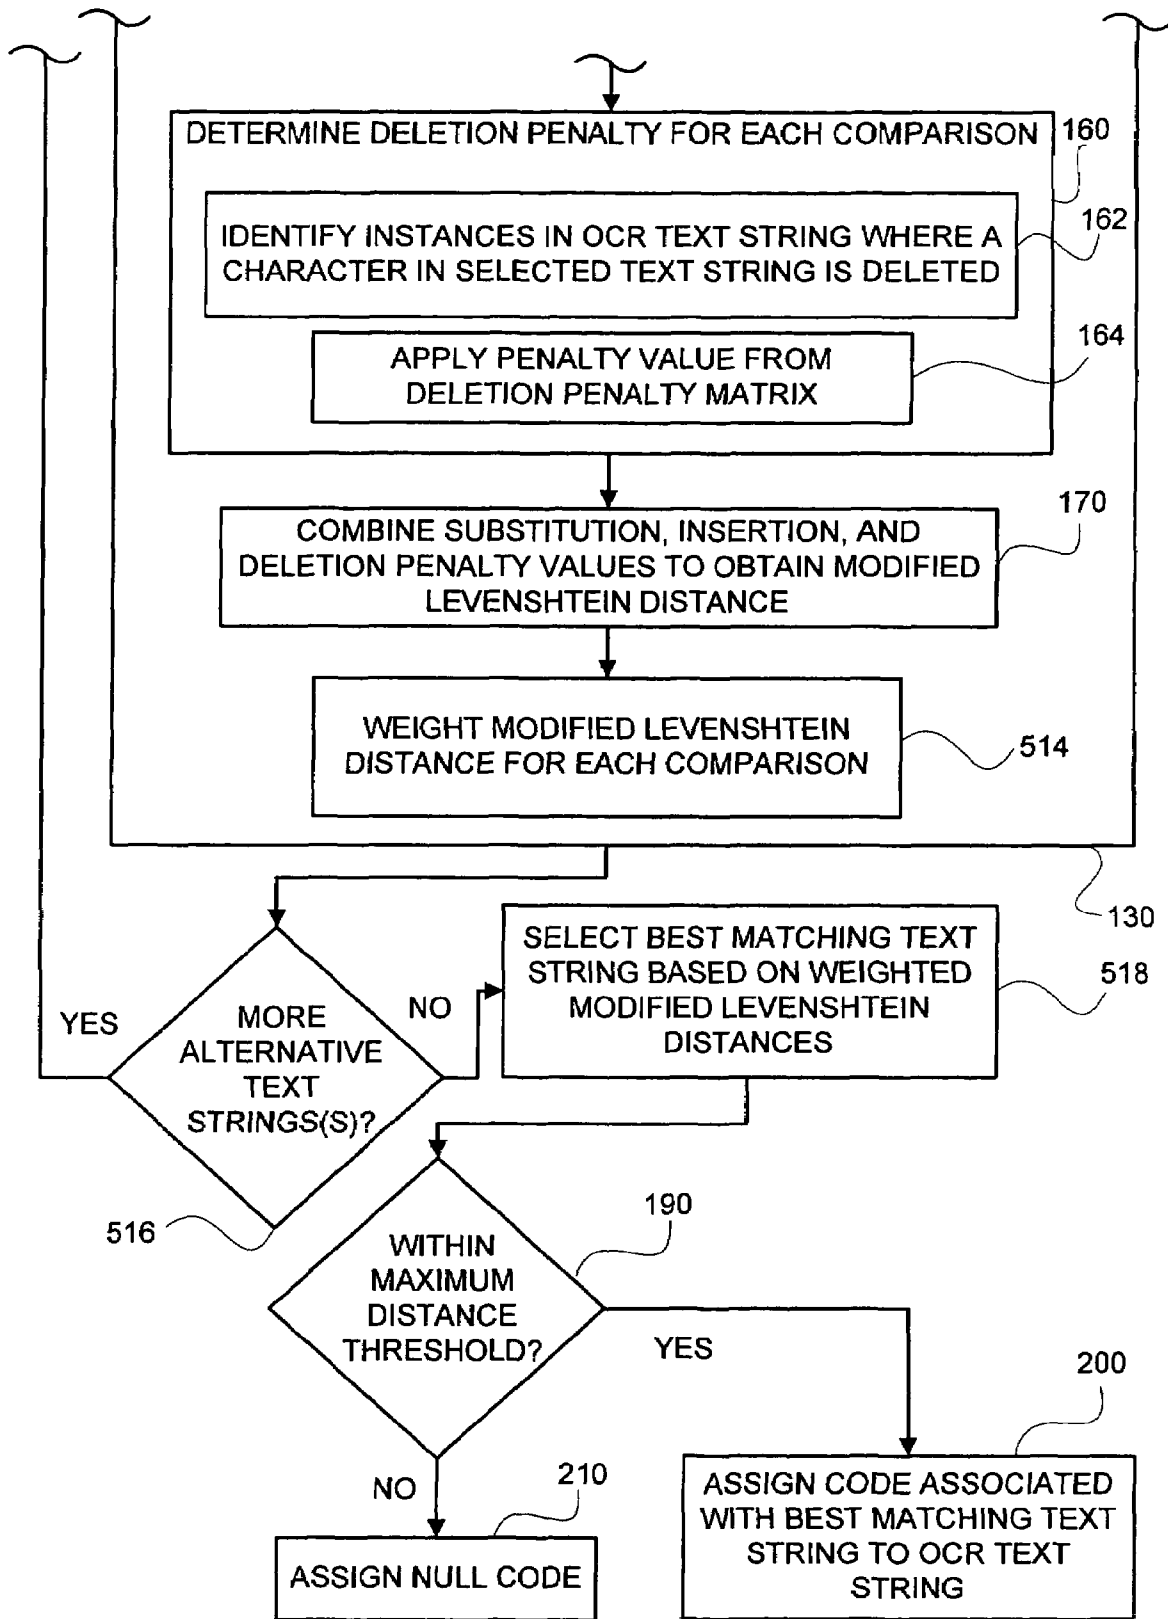 DETERMINE DELETION PENALTY FOR EACH COMPARISON
160
IDENTIFY INSTANCES IN OCR TEXT STRING WHERE A
CHARACTER IN SELECTED TEXT STRING IS DELETED
162
APPLY PENALTY VALUE FROM
DELETION PENALTY MATRIX
164
COMBINE SUBSTITUTION, INSERTION, AND
DELETION PENALTY VALUES TO OBTAIN MODIFIED
LEVENSHTEIN DISTANCE
170
WEIGHT MODIFIED LEVENSHTEIN
DISTANCE FOR EACH COMPARISON
514
130
MORE
ALTERNATIVE
TEXT
STRINGS(S)?
YES
NO
516
SELECT BEST MATCHING TEXT
STRING BASED ON WEIGHTED
MODIFIED LEVENSHTEIN
DISTANCES
518
WITHIN
MAXIMUM
DISTANCE
THRESHOLD?
190
YES
NO
200
ASSIGN CODE ASSOCIATED
WITH BEST MATCHING TEXT
STRING TO OCR TEXT
STRING
210
ASSIGN NULL CODE